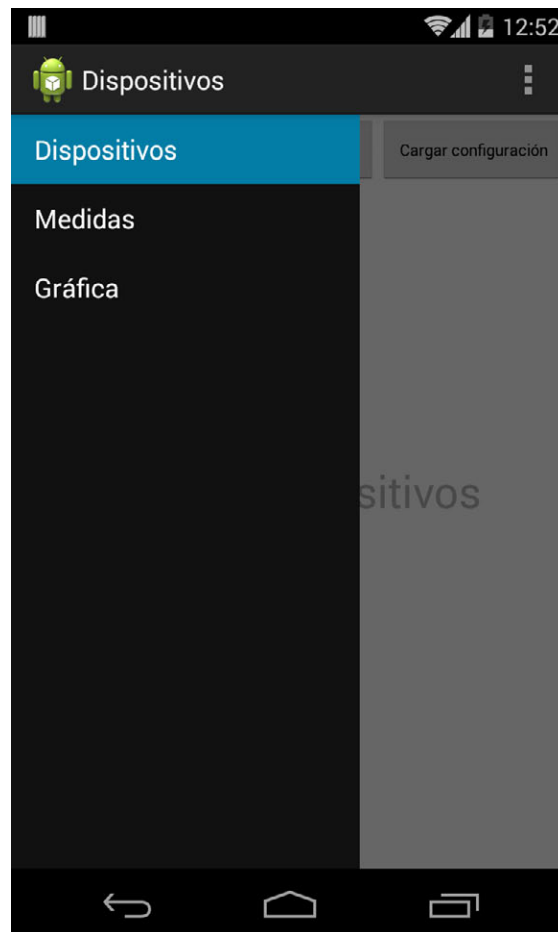 12:52
Dispositivos
Dispositivos
Cargar configuración
Medidas
Gráfica
sitivos